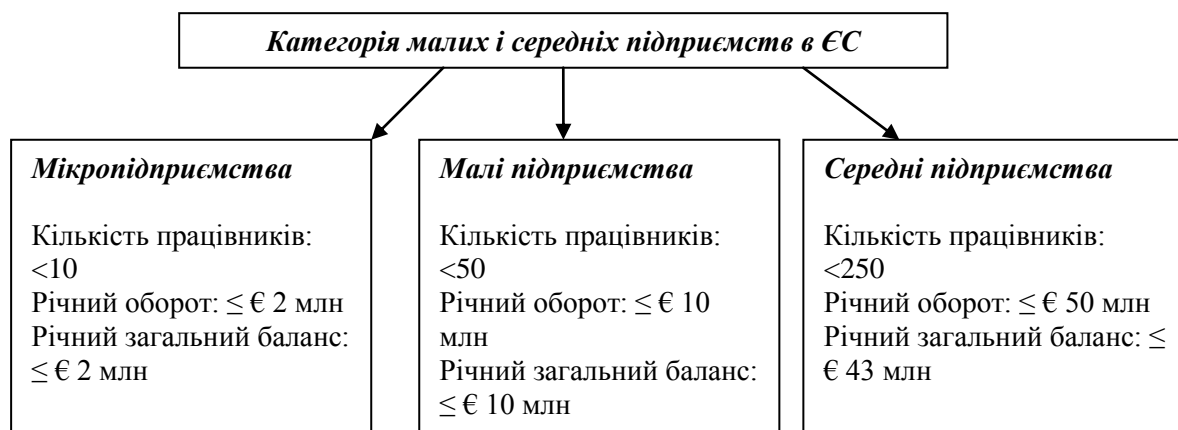 Категорія малих і середніх підприємств в ЄС
Мікропідприємства
Кількість працівників:
<10
Річний оборот: ≤ € 2 млн
Річний загальний баланс:
≤ € 2 млн
Малі підприємства
Кількість працівників:
<50
Річний оборот: ≤ € 10
млн
Річний загальний баланс:
≤ € 10 млн
Середні підприємства
Кількість працівників:
<250
Річний оборот: ≤ € 50 млн
Річний загальний баланс: ≤
€ 43 млн